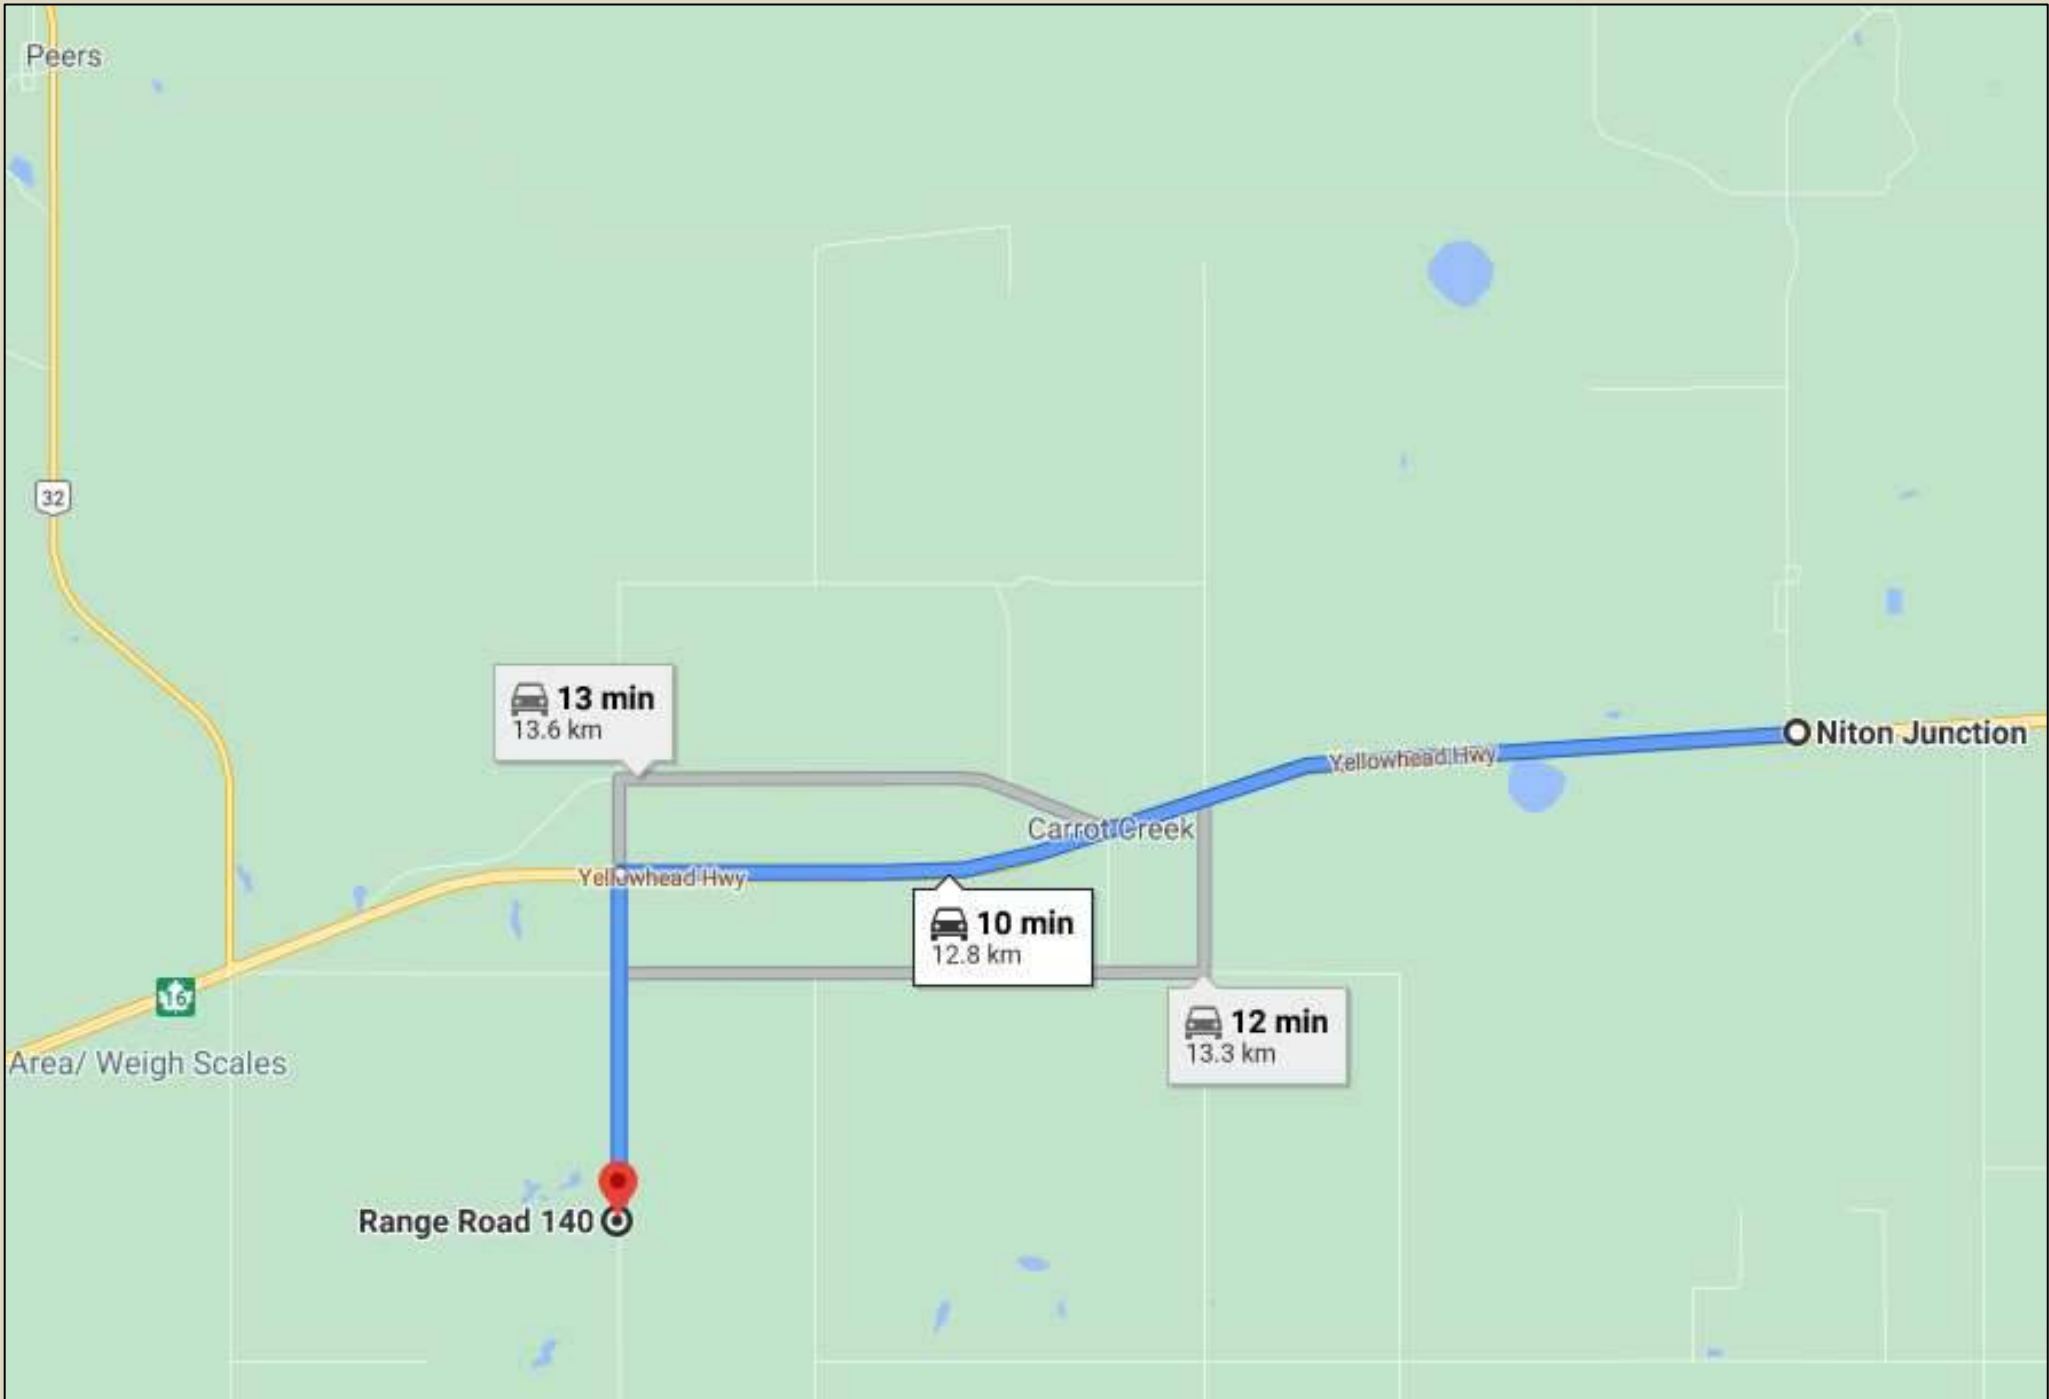 Peers
32
13 min
13.6 km
Yellowhead Hwy
Niton Junction
Carrot Creek
Yellowhead Hwy
10 min
12.8 km
16
12 min
13.3 km
Area/ Weigh Scales
Range Road 140